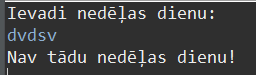 Ievadi nedēļas dienu:
dvdsv
Nav tādu nedēļas dienu!